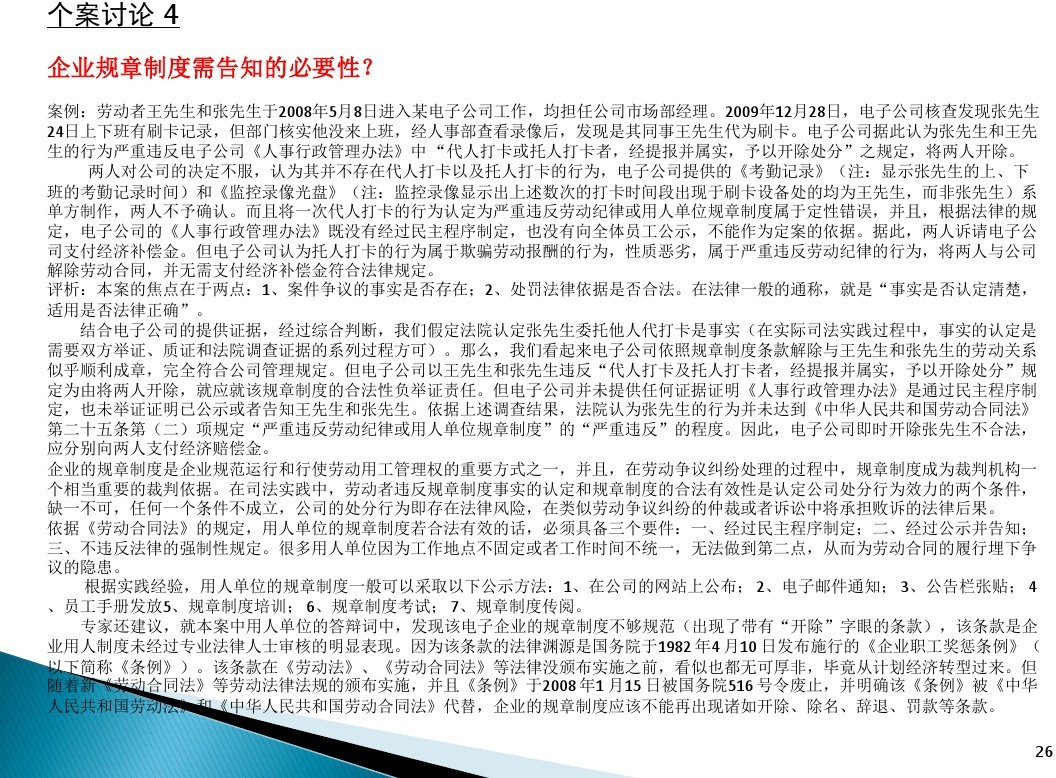 个案讨论 4
企业规章制度需告知的必要性？
案例：劳动者王先生和张先生于2008年5月8日进入某电子公司工作，均担任公司市场部经理。2009年12月28日，电子公司核查发现张先生
24日上下班有刷卡记录，但部门核实他没来上班，经人事部查看录像后，发现是其同事王先生代为刷卡。电子公司据此认为张先生和王先
生的行为严重违反电子公司《人事行政管理办法》中 “代人打卡或托人打卡者，经提报并属实，予以开除处分”之规定，将两人开除。
两人对公司的决定不服，认为其并不存在代人打卡以及托人打卡的行为，电子公司提供的《考勤记录》（注：显示张先生的上、下
班的考勤记录时间）和《监控录像光盘》（注：监控录像显示出上述数次的打卡时间段出现于刷卡设备处的均为王先生，而非张先生）系
单方制作，两人不予确认。而且将一次代人打卡的行为认定为严重违反劳动纪律或用人单位规章制度属于定性错误，并且，根据法律的规
定，电子公司的《人事行政管理办法》既没有经过民主程序制定，也没有向全体员工公示，不能作为定案的依据。据此，两人诉请电子公
司支付经济补偿金。但电子公司认为托人打卡的行为属于欺骗劳动报酬的行为，性质恶劣，属于严重违反劳动纪律的行为，将两人与公司
解除劳动合同，并无需支付经济补偿金符合法律规定。
评析：本案的焦点在于两点：1、案件争议的事实是否存在；2、处罚法律依据是否合法。在法律一般的通称，就是“事实是否认定清楚，
适用是否法律正确”。
结合电子公司的提供证据，经过综合判断，我们假定法院认定张先生委托他人代打卡是事实（在实际司法实践过程中，事实的认定是
需要双方举证、质证和法院调查证据的系列过程方可）。那么，我们看起来电子公司依照规章制度条款解除与王先生和张先生的劳动关系
似乎顺利成章，完全符合公司管理规定。但电子公司以王先生和张先生违反“代人打卡及托人打卡者，经提报并属实，予以开除处分”规
定为由将两人开除，就应就该规章制度的合法性负举证责任。但电子公司并未提供任何证据证明《人事行政管理办法》是通过民主程序制
定，也未举证证明已公示或者告知王先生和张先生。依据上述调查结果，法院认为张先生的行为并未达到《中华人民共和国劳动合同法》
第二十五条第（二）项规定“严重违反劳动纪律或用人单位规章制度”的“严重违反”的程度。因此，电子公司即时开除张先生不合法，
应分别向两人支付经济赔偿金。
企业的规章制度是企业规范运行和行使劳动用工管理权的重要方式之一，并且，在劳动争议纠纷处理的过程中，规章制度成为裁判机构一
个相当重要的裁判依据。在司法实践中，劳动者违反规章制度事实的认定和规章制度的合法有效性是认定公司处分行为效力的两个条件，
缺一不可，任何一个条件不成立，公司的处分行为即存在法律风险，在类似劳动争议纠纷的仲裁或者诉讼中将承担败诉的法律后果。
依据《劳动合同法》的规定，用人单位的规章制度若合法有效的话，必须具备三个要件：一、经过民主程序制定；二、经过公示并告知；
三、不违反法律的强制性规定。很多用人单位因为工作地点不固定或者工作时间不统一，无法做到第二点，从而为劳动合同的履行埋下争
议的隐患。
根据实践经验，用人单位的规章制度一般可以采取以下公示方法：1、在公司的网站上公布； 2、电子邮件通知； 3、公告栏张贴； 4
、员工手册发放5、规章制度培训； 6、规章制度考试； 7、规章制度传阅。
专家还建议，就本案中用人单位的答辩词中，发现该电子企业的规章制度不够规范（出现了带有“开除”字眼的条款），该条款是企
业用人制度未经过专业法律人士审核的明显表现。因为该条款的法律渊源是国务院于1982 年4 月10 日发布施行的《企业职工奖惩条例》（
以下简称《条例》）。该条款在《劳动法》、《劳动合同法》等法律没颁布实施之前，看似也都无可厚非，毕竟从计划经济转型过来。但
随着新《劳动合同法》等劳动法律法规的颁布实施，并且《条例》于2008 年1 月15 日被国务院516 号令废止，并明确该《条例》被《中华
人民共和国劳动法》和《中华人民共和国劳动合同法》代替，企业的规章制度应该不能再出现诸如开除、除名、辞退、罚款等条款。
26